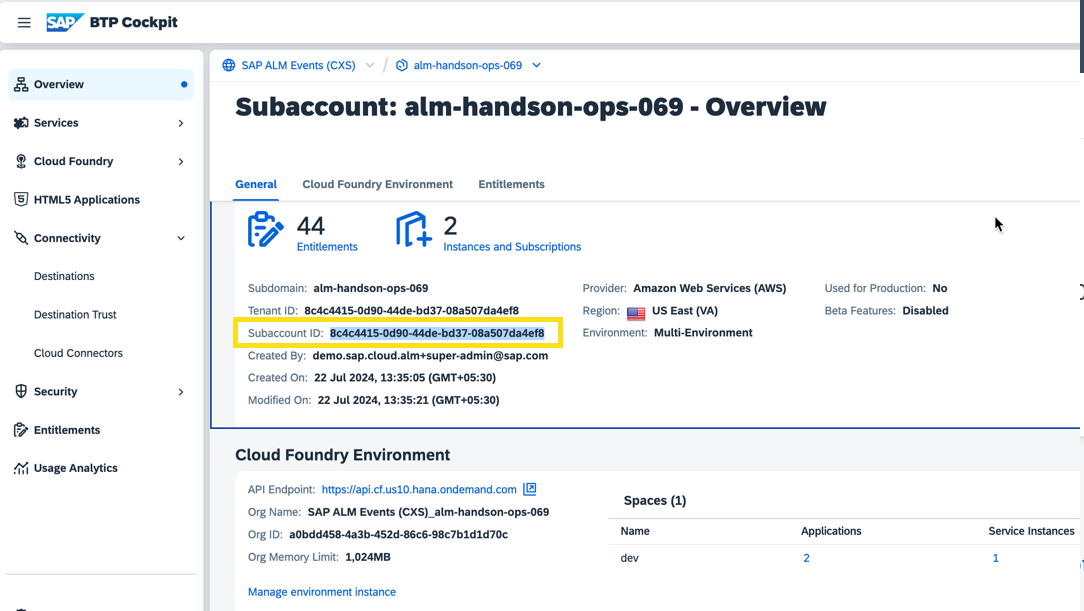 SAP BTP Cockpit
Overview
Services
Cloud Foundry
HTML5 Applications
Connectivity
Destinations
Destination Trust
Cloud Connectors
Security
Entitlements
Usage Analytics
SAP ALM Events (CXS) / alm-handson-ops-069
Subaccount: alm-handson-ops-069 - Overview
General Cloud Foundry Environment Entitlements
44 Entitlements
2 Instances and Subscriptions
Subdomain: alm-handson-ops-069
Tenant ID: 8c4c4415-0d90-44de-bd37-08a507da4ef8
Subaccount ID: 8c4c4415-0d90-44de-bd37-08a507da4ef8
Created By: demo.sap.cloud.alm+super-admin@sap.com
Created On: 22 Jul 2024, 13:35:05 (GMT+05:30)
Modified On: 22 Jul 2024, 13:35:21 (GMT+05:30)
Provider: Amazon Web Services (AWS)
Region: US East (VA)
Environment: Multi-Environment
Used for Production: No
Beta Features: Disabled
Cloud Foundry Environment
API Endpoint: https://api.cf.us10.hana.ondemand.com
Org Name: SAP ALM Events (CXS)_alm-handson-ops-069
Org ID: a0bdd458-4a3b-452d-86c6-98c7b1d1d70c
Org Memory Limit: 1,024MB
Manage environment instance
Spaces (1)
Name Applications Service Instances
dev 2 1